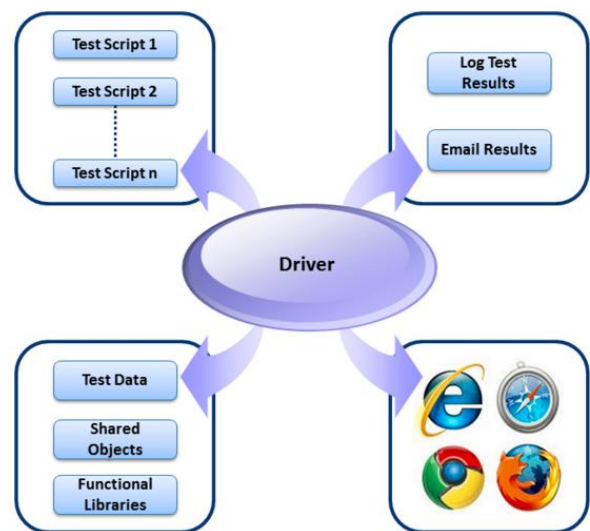 Test Script 1
Test Script 2
Test Script n
Log Test
Results
Email Results
Driver
Test Data
Shared
Objects
Functional
Libraries